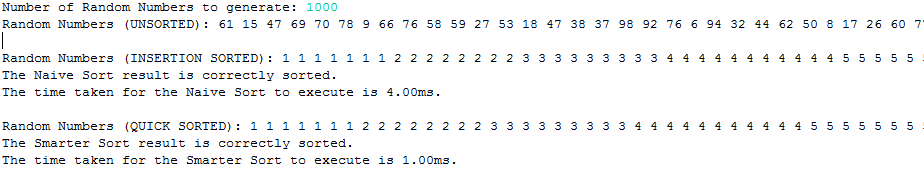 Number of Random Numbers to generate: 1000
Random Numbers (UNSORTED): 61 15 47 69 70 78 9 66 76 58 59 27 53 18 47 38 37 98 92 76 6 94 32 44 62 50 8 17 26 60
Random Numbers (INSERTION SORTED): 1 1 1 1 1 1 1 2 2 2 2 2 2 2 2 3 3 3 3 3 3 3 3 3 4 4 4 4 4 4 4 4 4 4 4 5 5 5 5 5
The Naive Sort result is correctly sorted.
The time taken for the Naive Sort to execute is 4.00ms.
Random Numbers (QUICK SORTED): 1 1 1 1 1 1 1 2 2 2 2 2 2 2 2 3 3 3 3 3 3 3 3 3 4 4 4 4 4 4 4 4 4 4 4 5 5 5 5 5 5 5
The Smarter Sort result is correctly sorted.
The time taken for the Smarter Sort to execute is 1.00ms.